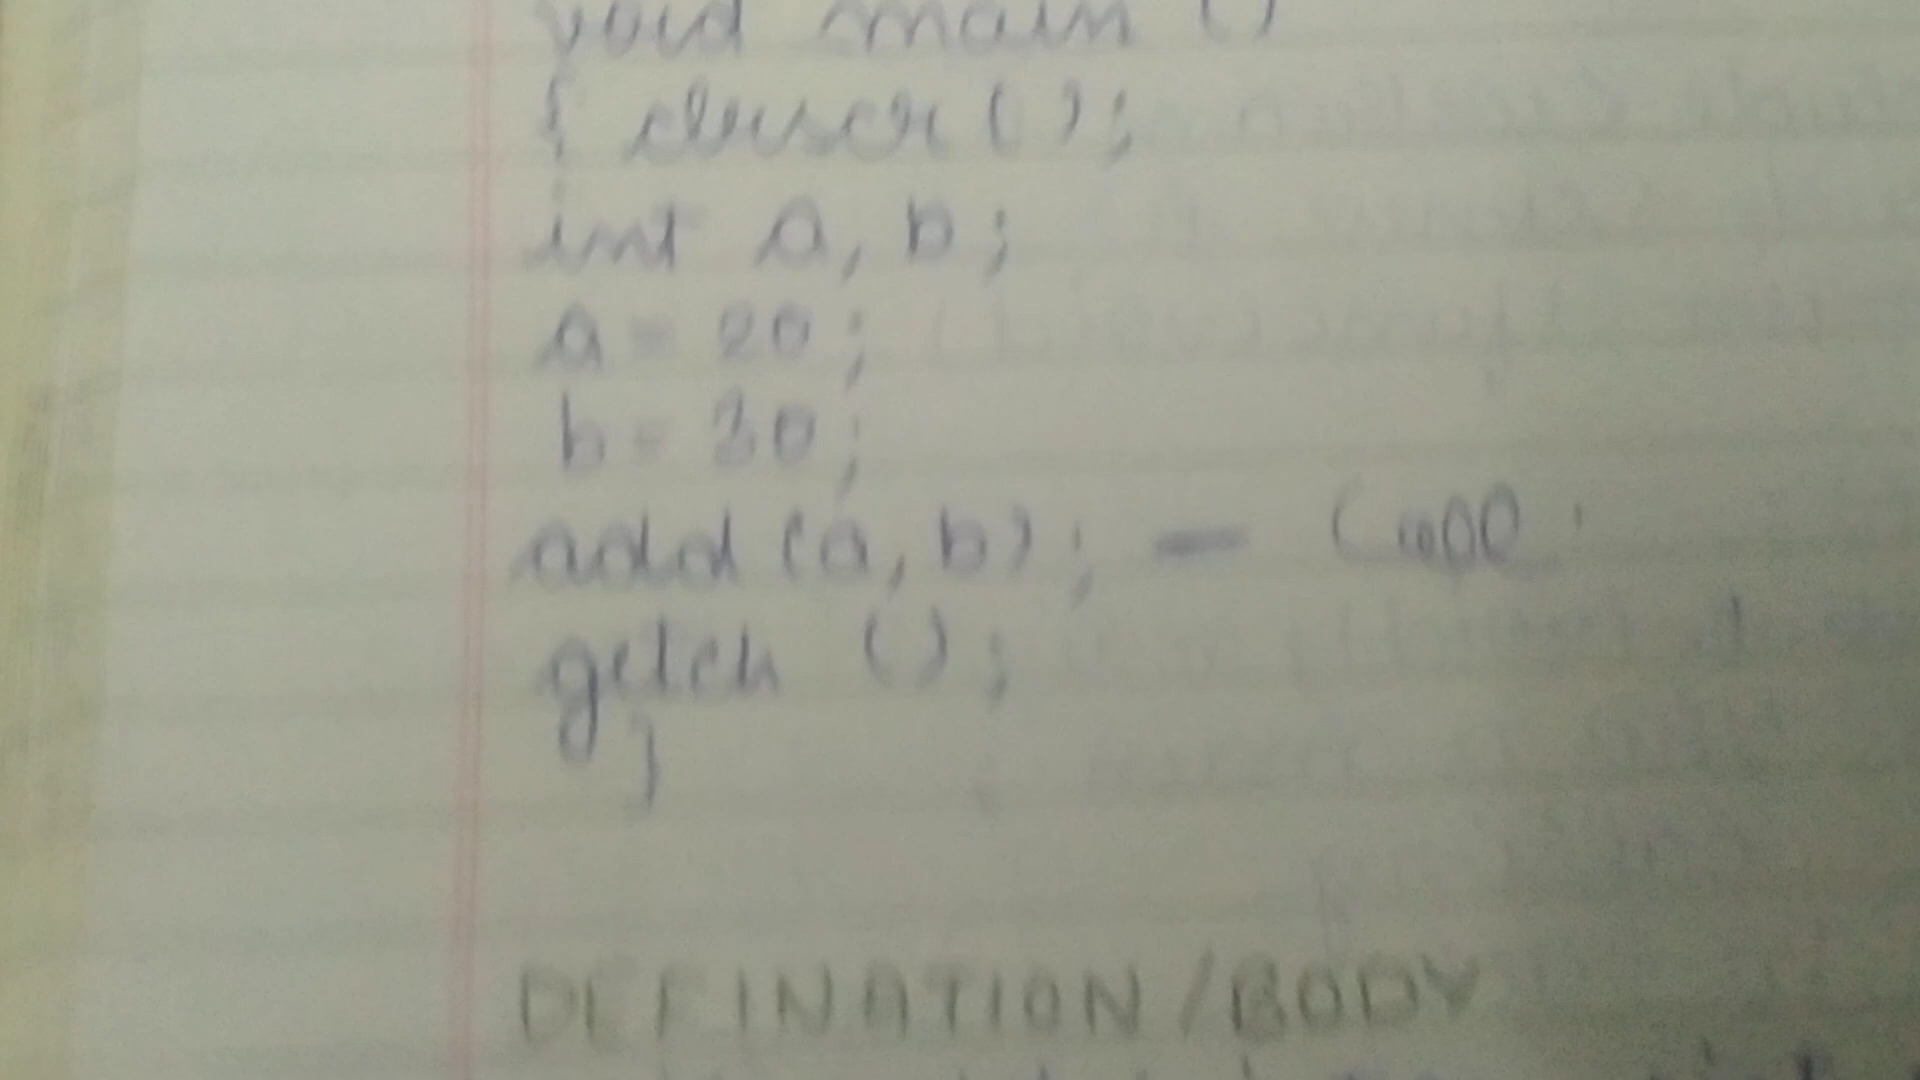 void main ()
{ clrscr();
int a, b;
a = 20;
b = 30;
add (a, b); - Call
getch ();
}
DEFINATION/BODY